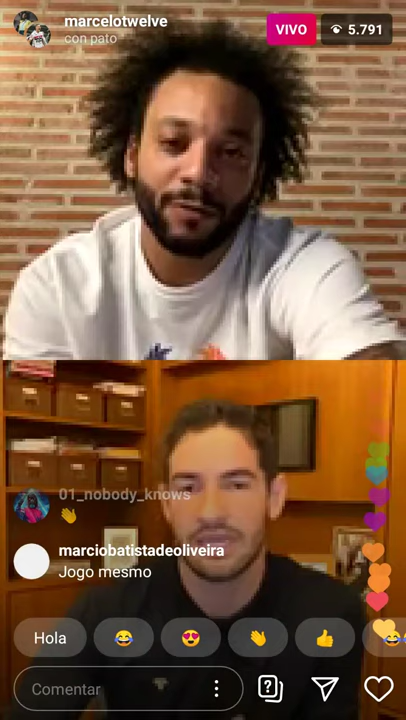 marcelotwelve
con pato
VIVO
5.791
01_nobody_knows
👋
marciobatistadeoliveira
Jogo mesmo
Hola
Comentar